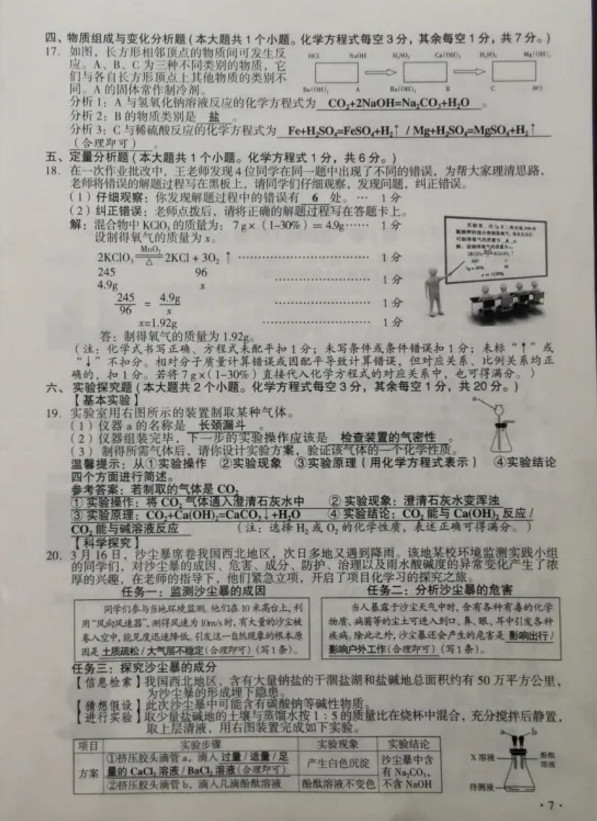 四、物质组成与变化分析题(本大题共1个小题。化学方程式每空3分,其余每空1分,共7分。)
17. 如图,长方形相邻顶点的物质间可发生反
应。A、B、C为三种不同类别的物质,它
们与各自长方形顶点上其他物质的类别不
同。A的固体常作制冷剂。
HCl NaOH H₂SO₄ Ca(OH)₂ H₂SO₄ Mg(OH)₂
Ba(OH)₂ A Ba(OH)₂ B C HCl
分析1:A与氢氧化钠溶液反应的化学方程式为 CO₂+2NaOH=Na₂CO₃+H₂O 。
分析2:B的物质类别是 盐 。
分析3:C与稀硫酸反应的化学方程式为 Fe+H₂SO₄=FeSO₄+H₂↑ / Mg+H₂SO₄=MgSO₄+H₂↑
(合理即可) 。
五、定量分析题(本大题共1个小题。化学方程式1分,共6分。)
18. 在一次作业批改中,王老师发现4位同学在同一题中出现了不同的错误,为帮大家理清思路,
老师将错误的解题过程写在黑板上,请同学们仔细观察,发现问题,纠正错误。
(1)仔细观察:你发现解题过程中的错误有 6 处。… 1分
(2)纠正错误:老师点拨后,请将正确的解题过程写在答题卡上。
解:混合物中KClO₃的质量为:7g×(1-30%)= 4.9g…… 1分
设制得氧气的质量为x。
2KClO₃ MnO₂ △ 2KCl + 3O₂↑ …………… 1分
245 96
4.9g x …………… 1分
245/96 = 4.9g/x …………… 1分
x=1.92g …………… 1分
答:制得氧气的质量为1.92g。
(注:化学式书写正确、方程式未配平扣1分;未写条件或条件错误扣1分;未标“↑”或
“↓”不扣分。相对分子质量计算错误或因配平导致计算错误,但对应关系、比例关系均正
确的,扣1分。若将7g×(1-30%)直接代入化学方程式的对应关系中,也可得满分。)
六、实验探究题(本大题共2个小题。化学方程式每空3分,其余每空1分,共20分。)
【基本实验】
19. 实验室用右图所示的装置制取某种气体。
a
(1)仪器a的名称是 长颈漏斗 。
(2)仪器组装完毕,下一步的实验操作应该是 检查装置的气密性 。
(3)制得所需气体后,请你设计实验方案,验证该气体的一个化学性质。
温馨提示:从①实验操作 ②实验现象 ③实验原理(用化学方程式表示) ④实验结论
四个方面进行简述。
参考答案:若制取的气体是CO₂
①实验操作:将CO₂气体通入澄清石灰水中 ②实验现象:澄清石灰水变浑浊
③实验原理:CO₂+Ca(OH)₂=CaCO₃↓+H₂O ④实验结论:CO₂能与Ca(OH)₂反应/
CO₂能与碱溶液反应 (注:选择H₂或O₂的化学性质,表述正确可得满分。)
【科学探究】
20. 3月16日,沙尘暴席卷我国西北地区,次日多地又遇到降雨。该地某校环境监测实践小组
的同学们,对沙尘暴的成因、危害、成分、防护、治理以及雨水酸碱度的异常变化产生了浓
厚的兴趣,在老师的指导下,他们紧急立项,开启了项目化学习的探究之旅。
任务一:监测沙尘暴的成因
同学们参与当地环境监测,他们在10米高台上,利
用“风向风速器”,测得风速为10m/s时,有大量的沙尘被
卷入空中,能见度迅速降低。引发这一自然现象的根本原
因是 土质疏松/大气层不稳定(合理即可)(写1条)。
任务二:分析沙尘暴的危害
当人暴露于沙尘天气中时,含有各种有毒的化学
物质、病菌等的尘土可进入到口、鼻、眼、耳中引发各种
疾病。除此之外,沙尘暴还会产生的危害是 影响出行/
影响户外工作(合理即可)(写1条)。
任务三:探究沙尘暴的成分
【信息检索】我国西北地区,含有大量钠盐的干涸盐湖和盐碱地总面积约有50万平方公里,
为沙尘暴的形成埋下隐患。
【猜想假设】此次沙尘暴中可能含有碳酸钠等碱性物质。
【进行实验】取少量盐碱地的土壤与蒸馏水按1:5的质量比在烧杯中混合,充分搅拌后静置,
取上层清液,用右图装置完成如下实验。
项目 实验步骤 实验现象 实验结论
方案 ①挤压胶头滴管a,滴入 过量/适量/足量的CaCl₂溶液/BaCl₂溶液(合理即可) 产生白色沉淀 沙尘暴中含有Na₂CO₃,不含NaOH
②挤压胶头滴管b,滴入几滴酚酞溶液 酚酞溶液不变色
a b
X溶液 酚酞溶液
待测液
·7·